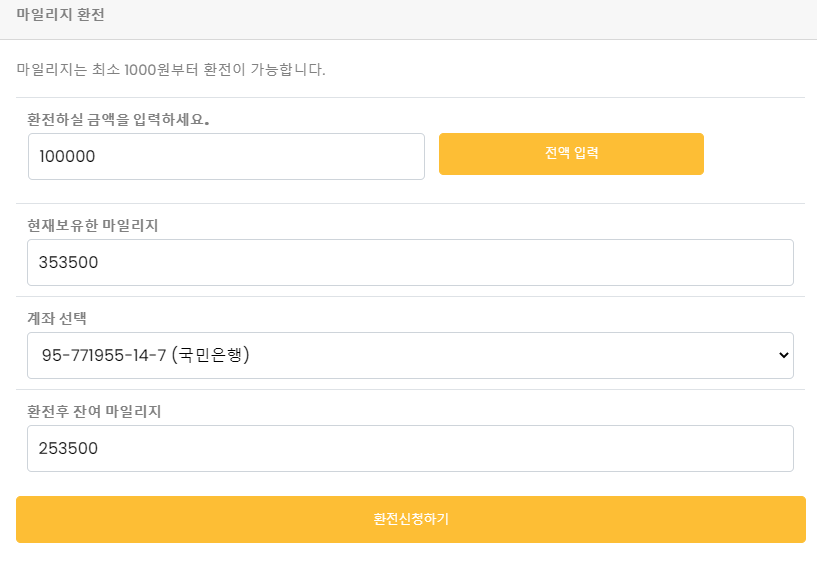 마일리지 환전
마일리지는 최소 1000원부터 환전이 가능합니다.
환전하실 금액을 입력하세요.
100000
전액 입력
현재보유한 마일리지
353500
계좌 선택
95-771955-14-7 (국민은행)
환전후 잔여 마일리지
253500
환전신청하기